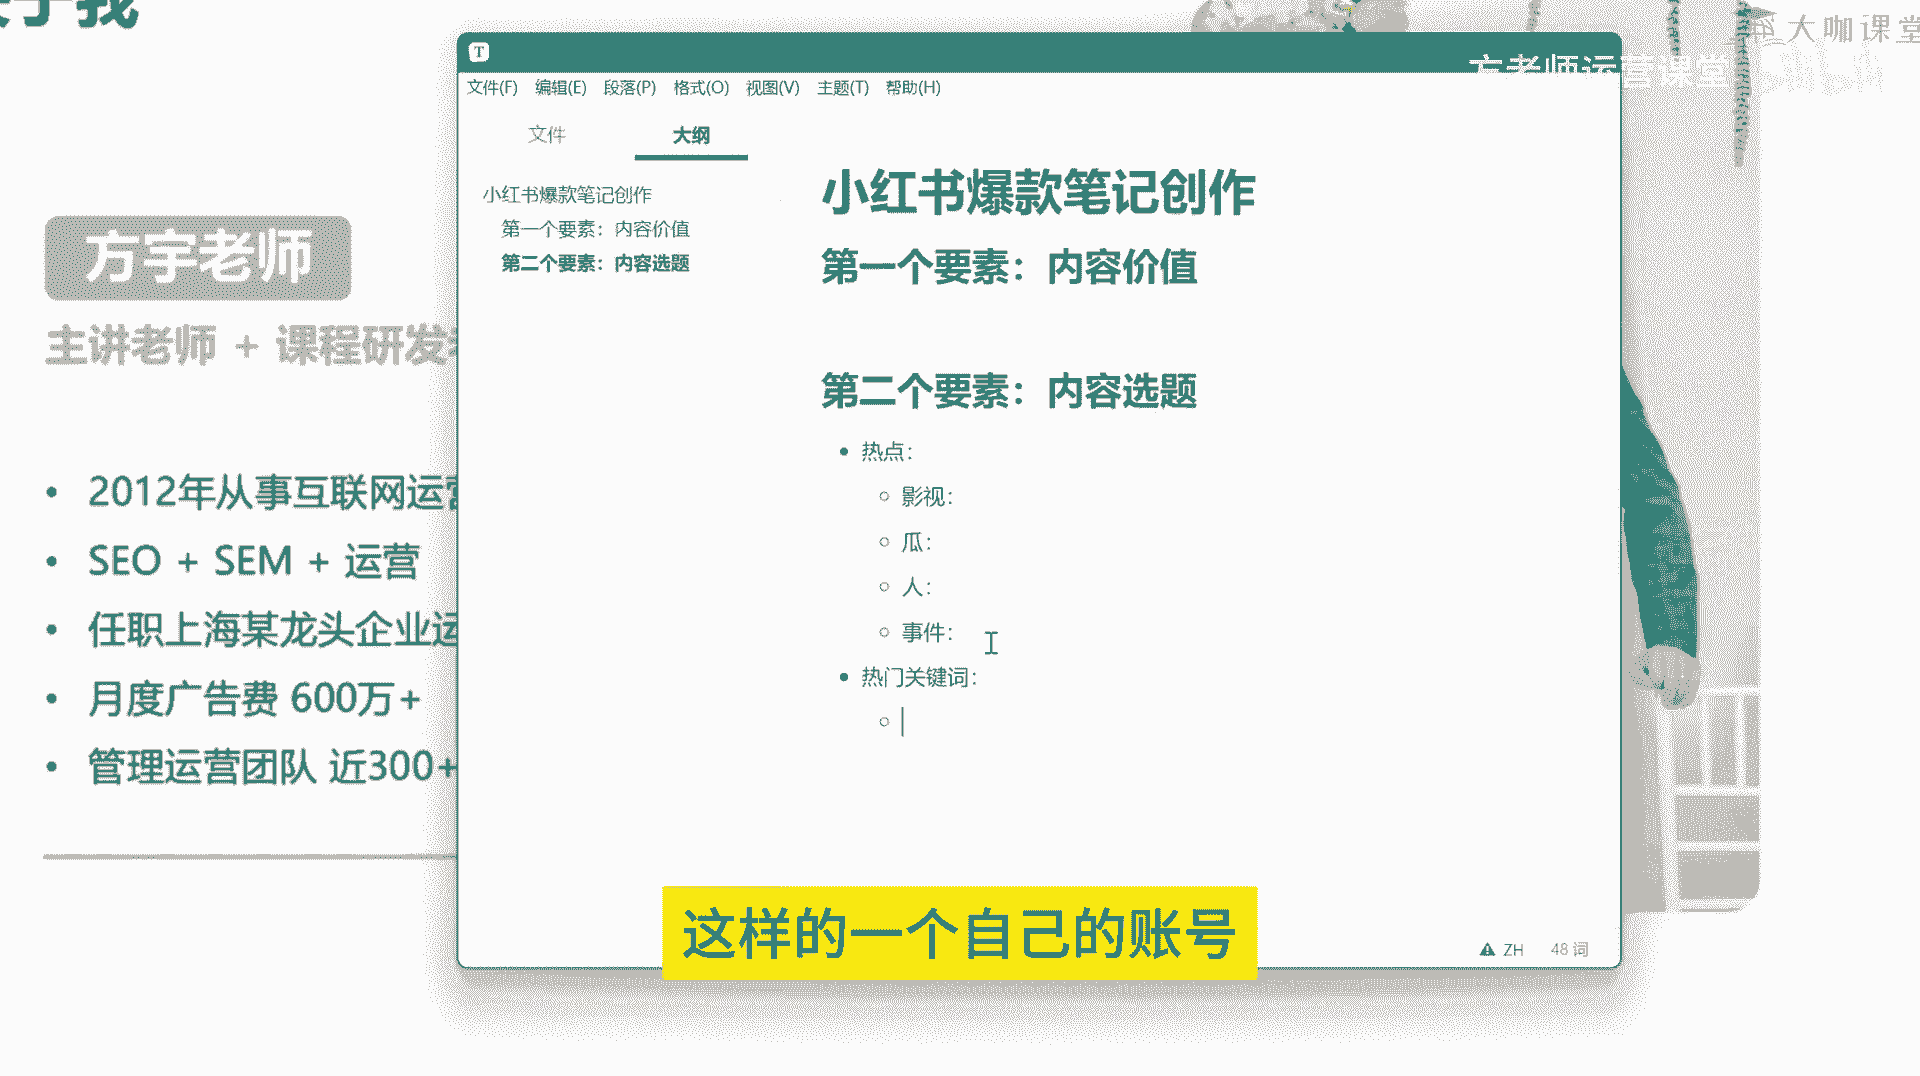 于我
大咖课堂
方老师运营课堂
T
文件(F) 编辑(E) 段落(P) 格式(O) 视图(V) 主题(T) 帮助(H)
文件 大纲
小红书爆款笔记创作
第一个要素：内容价值
第二个要素：内容选题
小红书爆款笔记创作
第一个要素：内容价值
第二个要素：内容选题
• 热点：
○ 影视：
○ 瓜：
○ 人：
○ 事件：
• 热门关键词：
方宇老师
主讲老师 + 课程研发
• 2012年从事互联网运营
• SEO + SEM + 运营
• 任职上海某龙头企业运
• 月度广告费 600万+
• 管理运营团队 近300+
这样的一个自己的账号
ZH 48 词